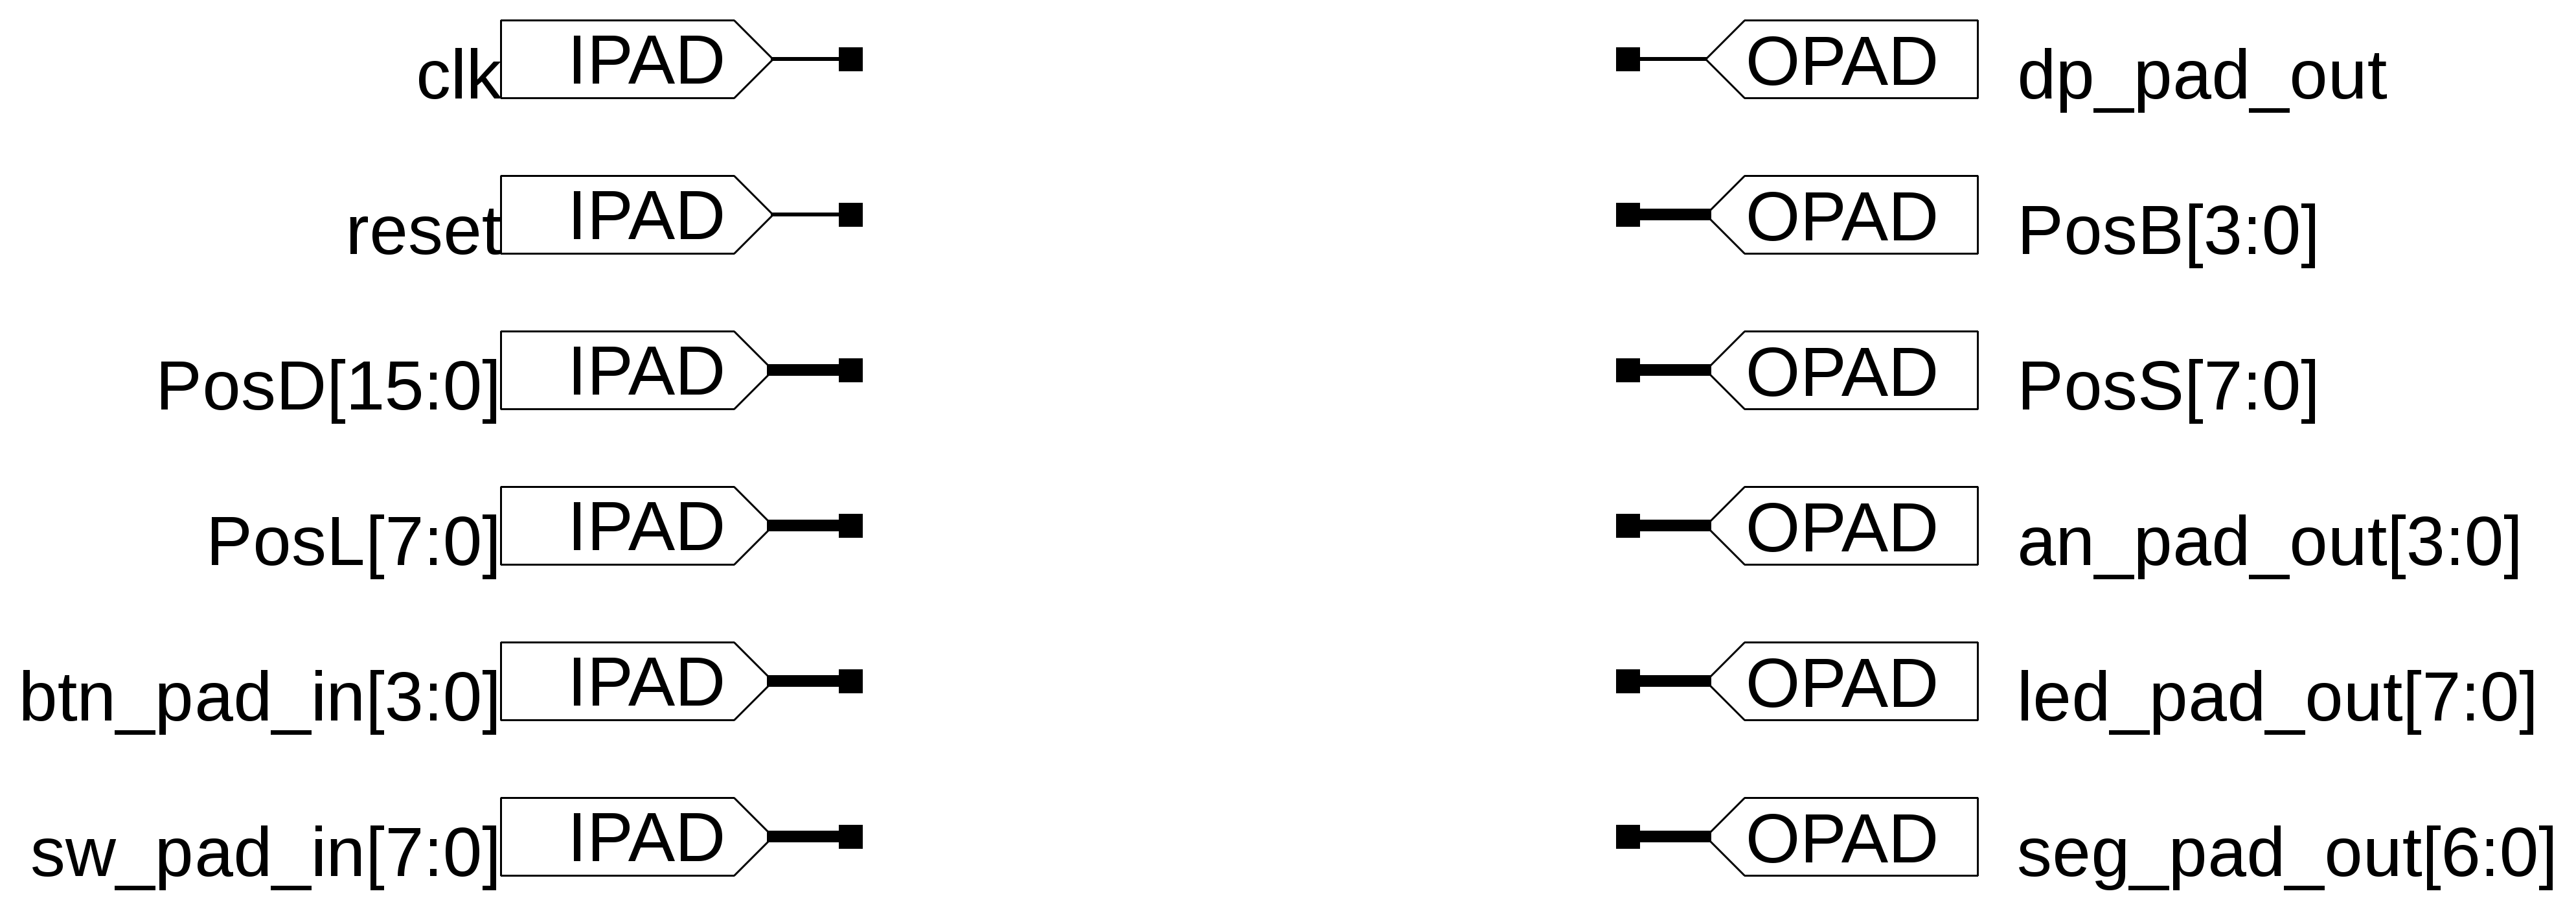 clk IPAD OPAD dp_pad_out
reset IPAD OPAD PosB[3:0]
PosD[15:0] IPAD OPAD PosS[7:0]
PosL[7:0] IPAD OPAD an_pad_out[3:0]
btn_pad_in[3:0] IPAD OPAD led_pad_out[7:0]
sw_pad_in[7:0] IPAD OPAD seg_pad_out[6:0]